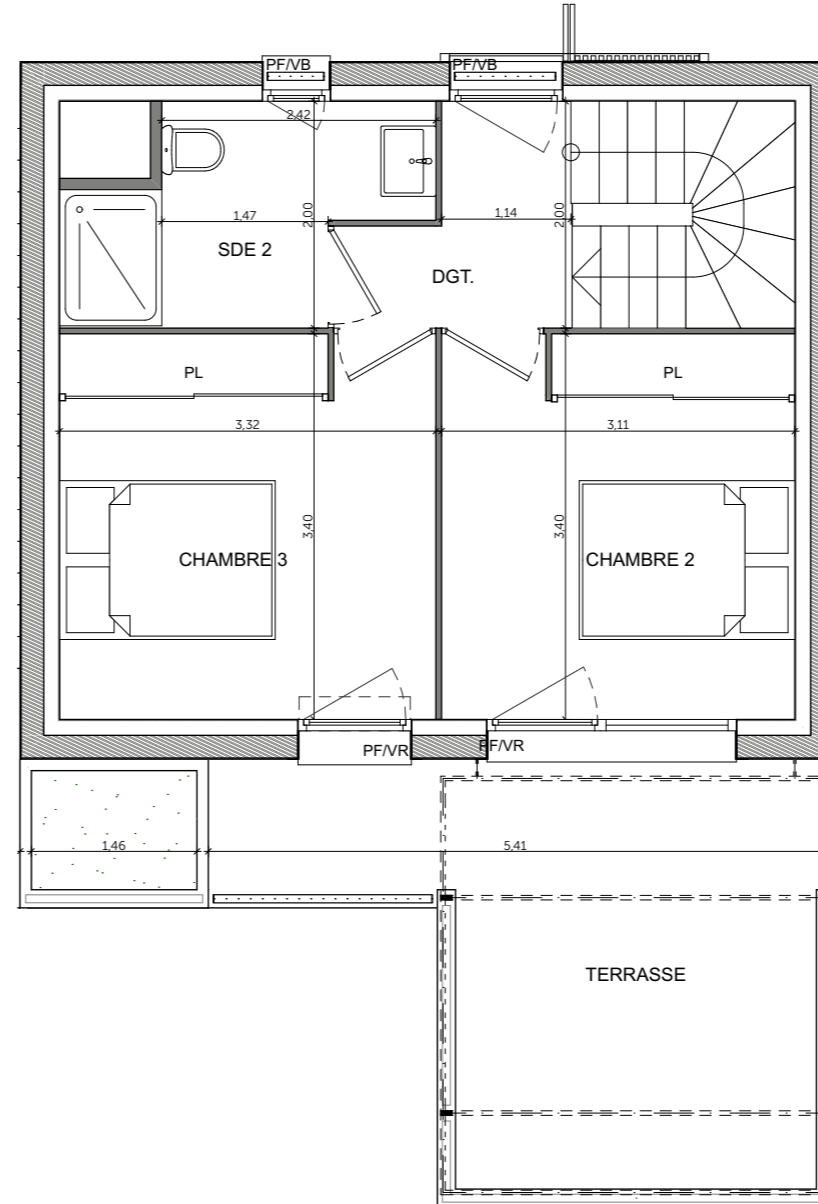 PF/VB
PF/VB
2,42
1,47
2,00
1,14
2,00
SDE 2
DGT.
PL
PL
3,32
3,11
3,40
3,40
CHAMBRE 3
CHAMBRE 2
PF/VR
PF/VR
1,46
5,41
TERRASSE